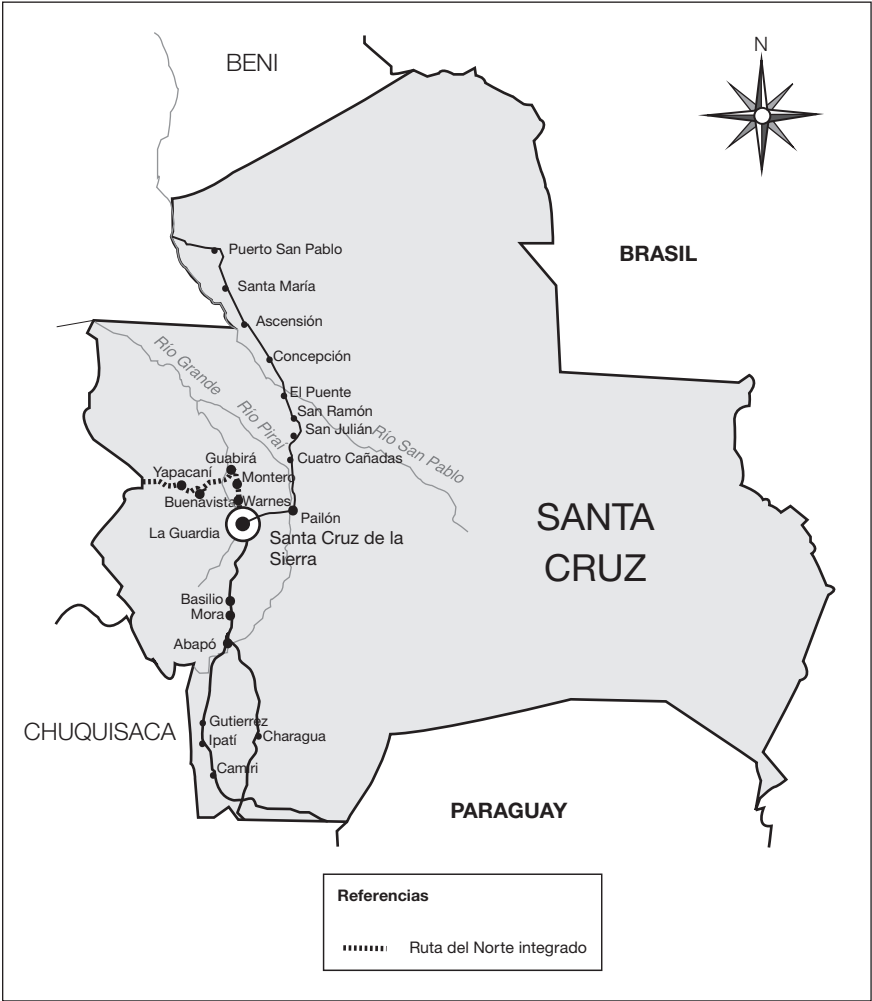 BENI
N
BRASIL
Puerto San Pablo
Santa María
Ascensión
Concepción
Río Grande
El Puente
Río Piraí
San Ramón
San Julián
Río San Pablo
Cuatro Cañadas
Guabirá
Yapacaní
Montero
Buenavista
Warnes
Pailón
La Guardia
Santa Cruz de la
Sierra
SANTA
CRUZ
Basilio
Mora
Abapó
CHUQUISACA
Gutierrez
Ipatí
Charagua
Camiri
PARAGUAY
Referencias
Ruta del Norte integrado